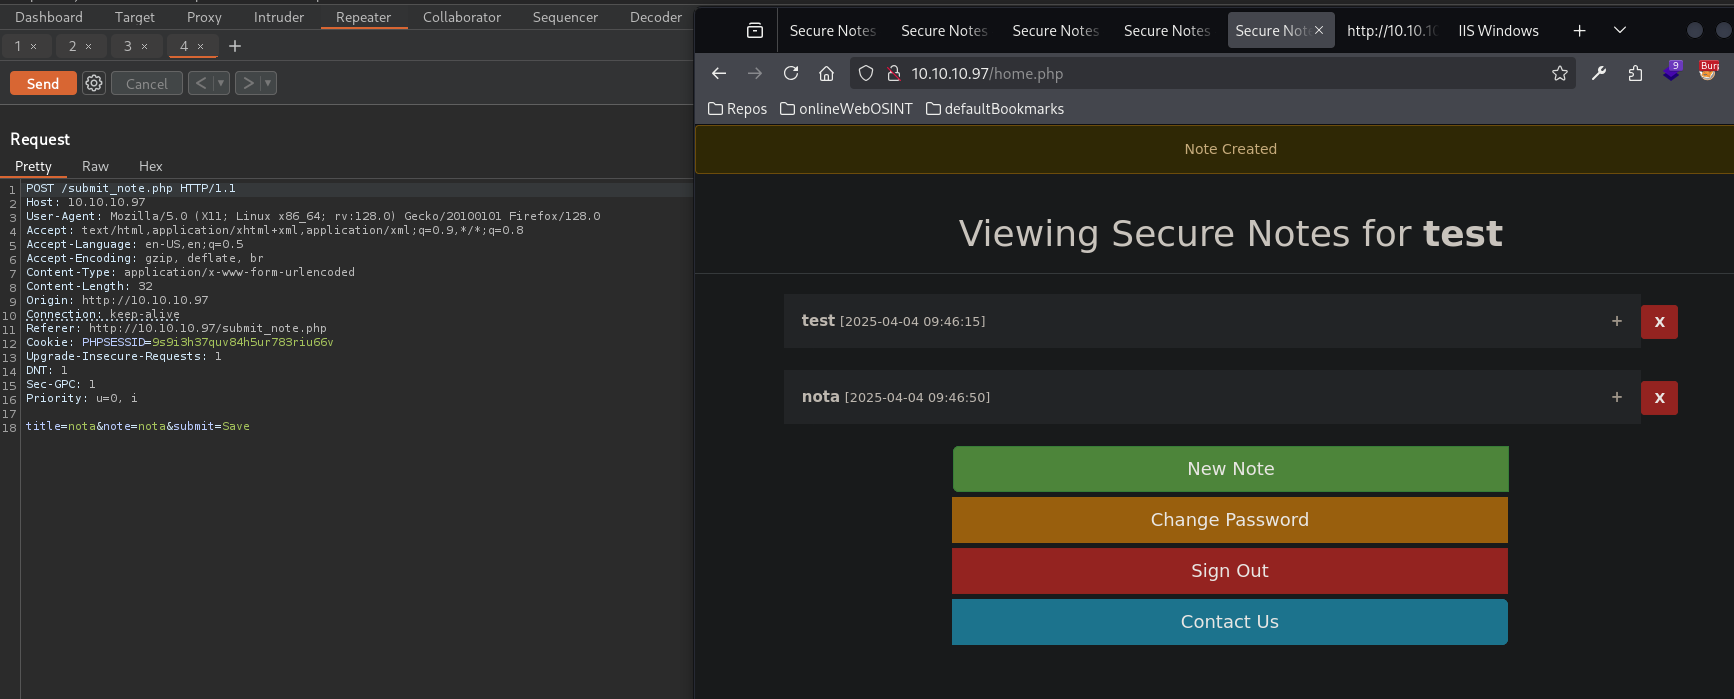 Dashboard Target Proxy Intruder Repeater Collaborator Sequencer Decoder
1 × 2 × 3 × 4 × +
Send Cancel < >
Request
Pretty Raw Hex
1 POST /submit_note.php HTTP/1.1
2 Host: 10.10.10.97
3 User-Agent: Mozilla/5.0 (X11; Linux x86_64; rv:128.0) Gecko/20100101 Firefox/128.0
4 Accept: text/html,application/xhtml+xml,application/xml;q=0.9,*/*;q=0.8
5 Accept-Language: en-US,en;q=0.5
6 Accept-Encoding: gzip, deflate, br
7 Content-Type: application/x-www-form-urlencoded
8 Content-Length: 32
9 Origin: http://10.10.10.97
10 Connection: keep-alive
11 Referer: http://10.10.10.97/submit_note.php
12 Cookie: PHPSESSID=9s9i3h37quv84h5ur783riu66v
13 Upgrade-Insecure-Requests: 1
14 DNT: 1
15 Sec-GPC: 1
16 Priority: u=0, i
17
18 title=nota&note=nota&submit=Save
Secure Notes Secure Notes Secure Notes Secure Notes Secure Not × http://10.10.10 IIS Windows +
10.10.10.97/home.php 9 Burp
Repos onlineWebOSINT defaultBookmarks
Note Created
Viewing Secure Notes for test
test [2025-04-04 09:46:15] + X
nota [2025-04-04 09:46:50] + X
New Note
Change Password
Sign Out
Contact Us